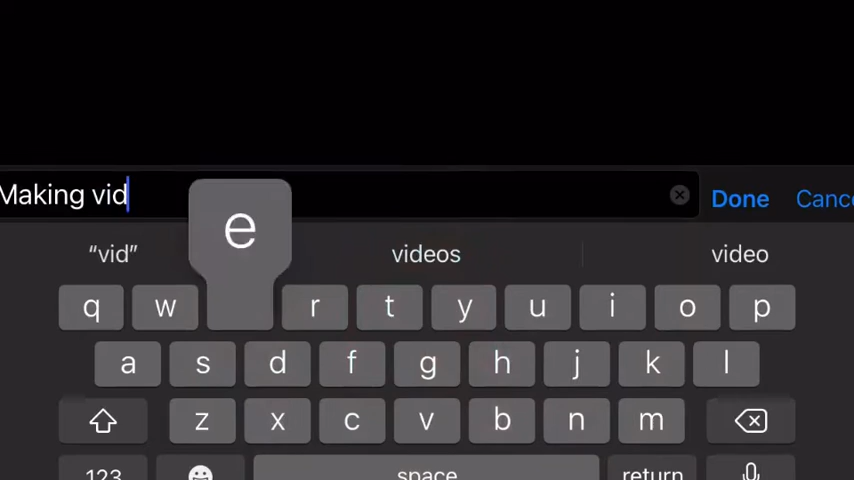 Making vid
Done
Canc
e
“vid”
videos
video
q w r t y u i o p
a s d f g h j k l
z x c v b n m
123 space return